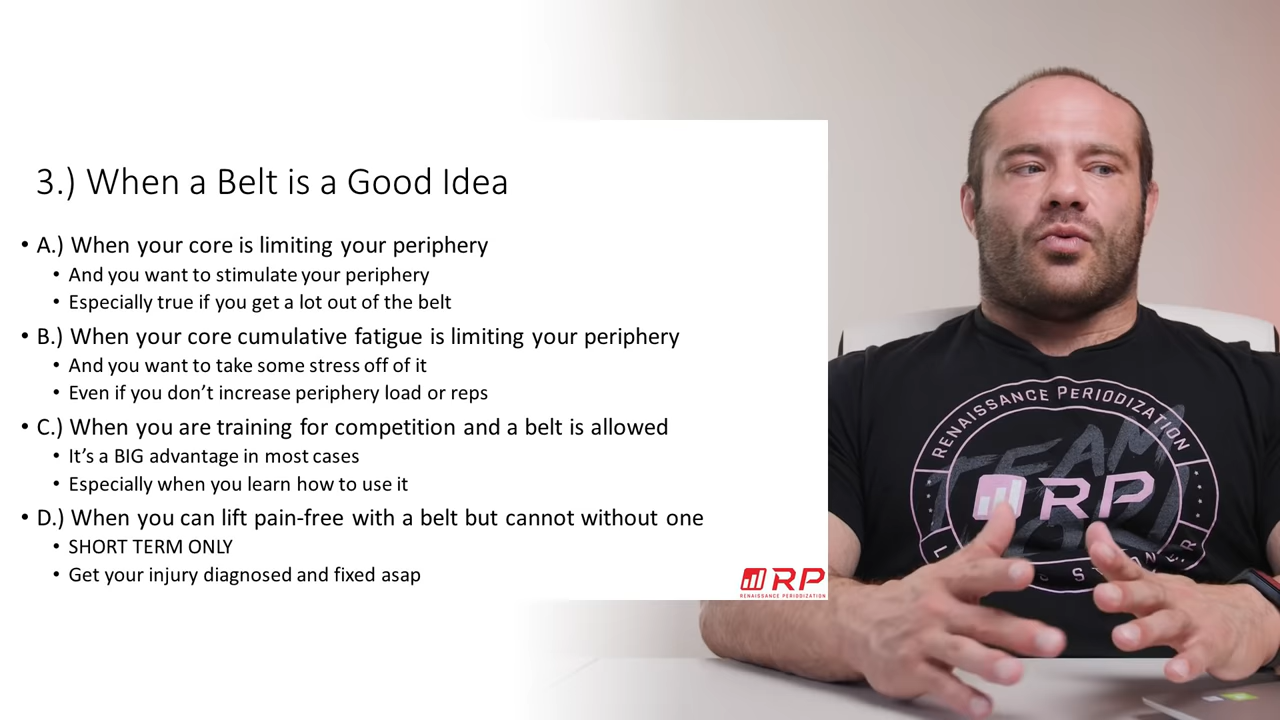 3.) When a Belt is a Good Idea
• A.) When your core is limiting your periphery
• And you want to stimulate your periphery
• Especially true if you get a lot out of the belt
• B.) When your core cumulative fatigue is limiting your periphery
• And you want to take some stress off of it
• Even if you don't increase periphery load or reps
• C.) When you are training for competition and a belt is allowed
• It's a BIG advantage in most cases
• Especially when you learn how to use it
• D.) When you can lift pain-free with a belt but cannot without one
• SHORT TERM ONLY
• Get your injury diagnosed and fixed asap
RP
RENAISSANCE PERIODIZATION
RENAISSANCE PERIODIZATION
TEAM
RP